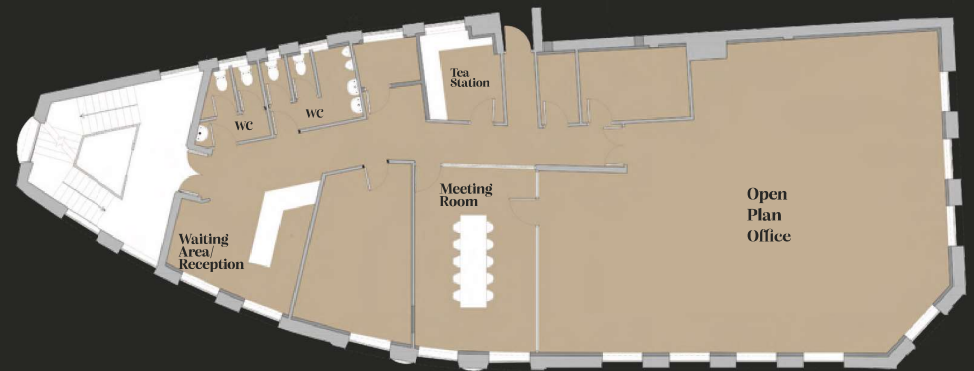 Tea
Station
WC
WC
Meeting
Room
Open
Plan
Office
Waiting
Area/
Reception